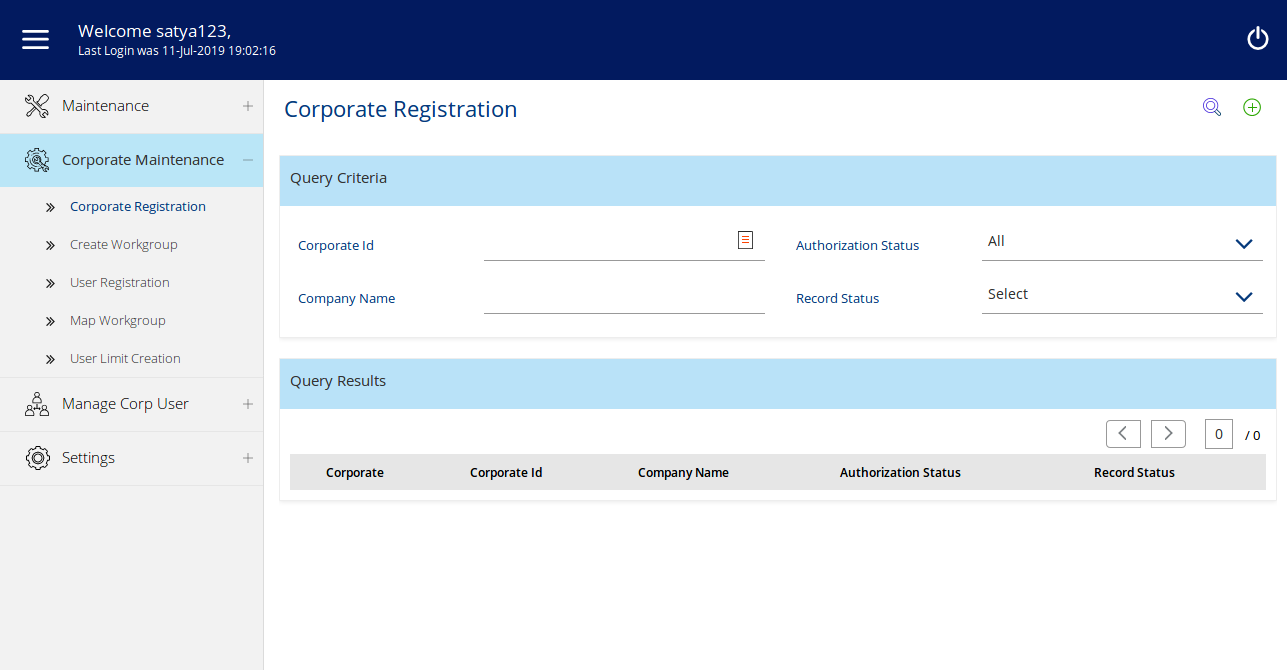 Welcome satya123,
Last Login was 11-Jul-2019 19:02:16
Maintenance
Corporate Maintenance
Corporate Registration
Create Workgroup
User Registration
Map Workgroup
User Limit Creation
Manage Corp User
Settings
Corporate Registration
Query Criteria
Corporate Id
Authorization Status All
Company Name
Record Status Select
Query Results
0 / 0
Corporate Corporate Id Company Name Authorization Status Record Status